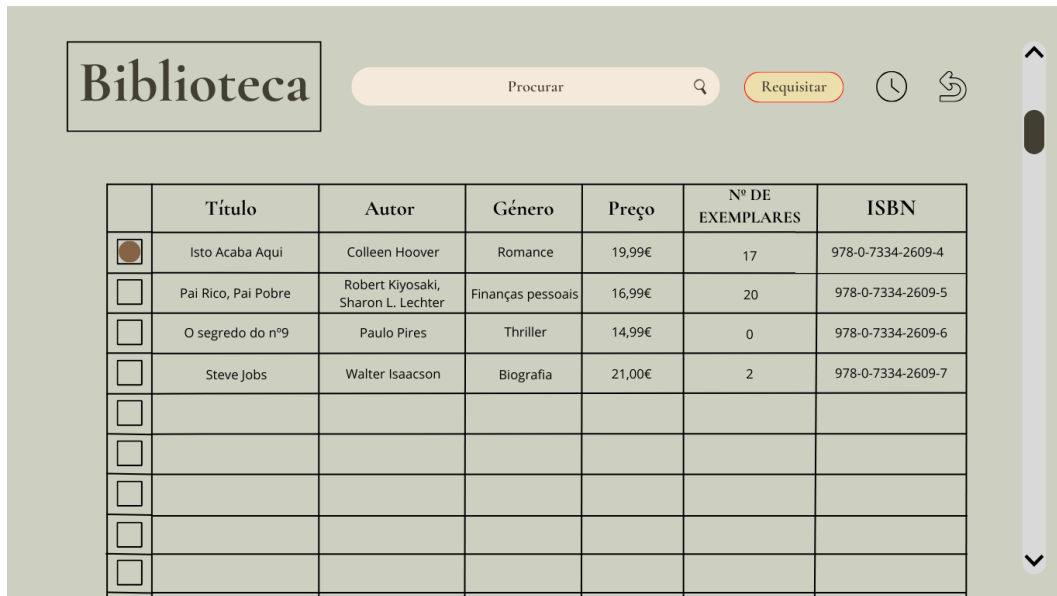 Biblioteca
Procurar
Requisitar
Título Autor Género Preço Nº DE EXEMPLARES ISBN
Isto Acaba Aqui Colleen Hoover Romance 19,99€ 17 978-0-7334-2609-4
Pai Rico, Pai Pobre Robert Kiyosaki, Sharon L. Lechter Finanças pessoais 16,99€ 20 978-0-7334-2609-5
O segredo do nº9 Paulo Pires Thriller 14,99€ 0 978-0-7334-2609-6
Steve Jobs Walter Isaacson Biografia 21,00€ 2 978-0-7334-2609-7